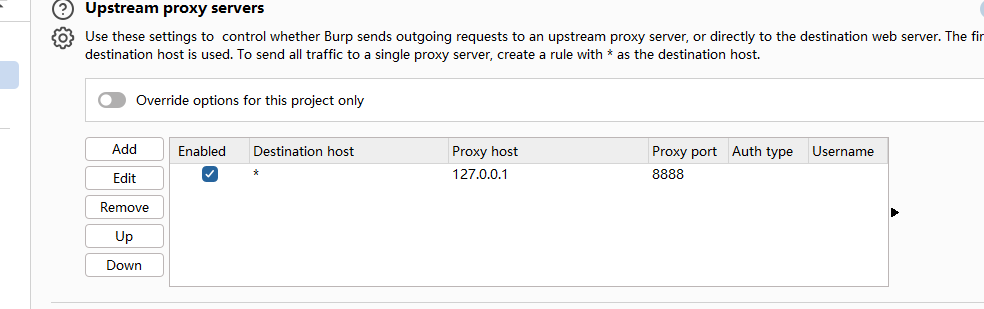 Upstream proxy servers
Use these settings to  control whether Burp sends outgoing requests to an upstream proxy server, or directly to the destination web server. The
destination host is used. To send all traffic to a single proxy server, create a rule with * as the destination host.
Override options for this project only
Add
Edit
Remove
Up
Down
Enabled Destination host Proxy host Proxy port Auth type Username
* 127.0.0.1 8888